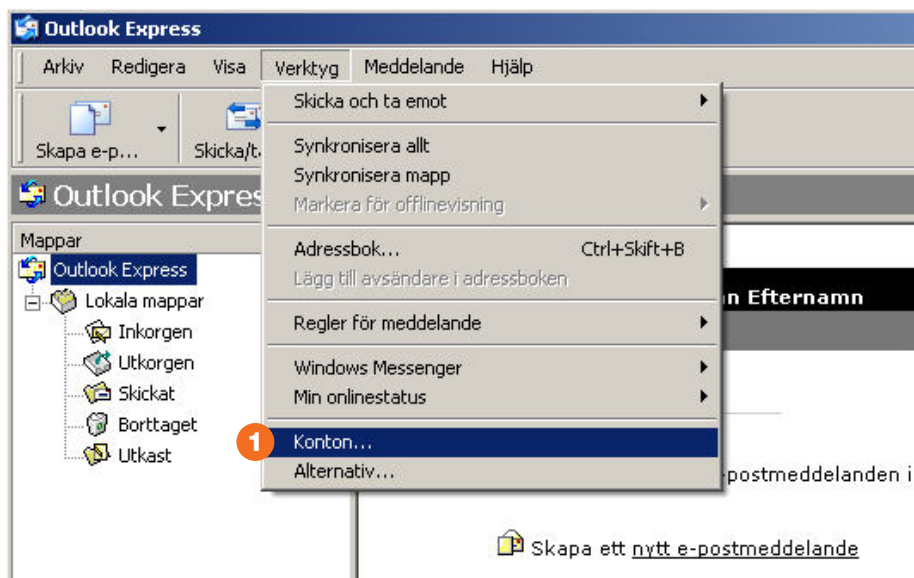 Outlook Express
Arkiv Redigera Visa Verktyg Meddelande Hjälp
Skapa e-p... Skicka/t
Outlook Expres
Mappar
Outlook Express
Lokala mappar
Inkorgen
Utkorgen
Skickat
Borttaget
Utkast
Skicka och ta emot
Synkronisera allt
Synkronisera mapp
Markera för offlinevisning
Adressbok... Ctrl+Skift+B
Lägg till avsändare i adressboken
Regler för meddelande
Windows Messenger
Min onlinestatus
1 Konton...
Alternativ...
n Efternamn
-postmeddelanden i
Skapa ett nytt e-postmeddelande